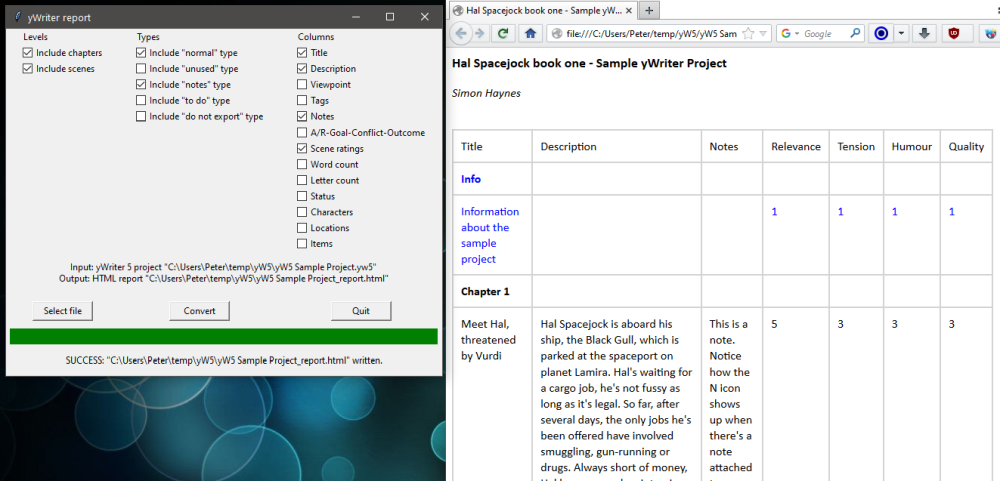 yWriter report
Levels
Include chapters
Include scenes
Types
Include "normal" type
Include "unused" type
Include "notes" type
Include "to do" type
Include "do not export" type
Columns
Title
Description
Viewpoint
Tags
Notes
A/R-Goal-Conflict-Outcome
Scene ratings
Word count
Letter count
Status
Characters
Locations
Items
Input: yWriter 5 project "C:\Users\Peter\temp\yW5\yW5 Sample Project.yw5"
Output: HTML report "C:\Users\Peter\temp\yW5\yW5 Sample Project_report.html"
Select file
Convert
Quit
SUCCESS: "C:\Users\Peter\temp\yW5\yW5 Sample Project_report.html" written.
Hal Spacejock book one - Sample yW...
file:///C:/Users/Peter/temp/yW5/yW5 Sam
Google
Hal Spacejock book one - Sample yWriter Project
Simon Haynes
Title Description Notes Relevance Tension Humour Quality
Info
Information
about the
sample
project
1 1 1 1
Chapter 1
Meet Hal,
threatened
by Vurdi
Hal Spacejock is aboard his
ship, the Black Gull, which is
parked at the spaceport on
planet Lamira. Hal's waiting for
a cargo job, he's not fussy as
long as it's legal. So far, after
several days, the only jobs he's
been offered have involved
smuggling, gun-running or
drugs. Always short of money,
This is a
note.
Notice
how the
N icon
shows
up when
there's a
note
attached
5 3 3 3